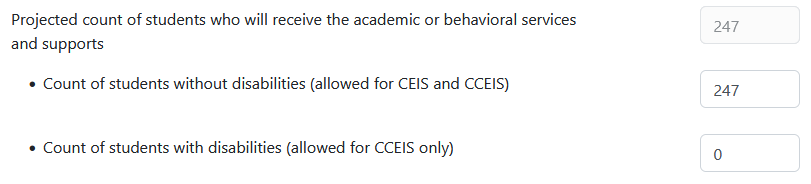 Projected count of students who will receive the academic or behavioral services 247
and supports
• Count of students without disabilities (allowed for CEIS and CCEIS) 247
• Count of students with disabilities (allowed for CCEIS only) 0